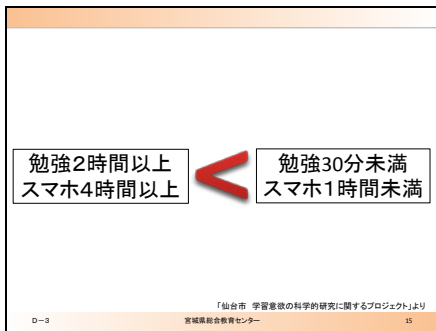 勉強2時間以上
スマホ4時間以上
<
勉強30分未満
スマホ1時間未満
「仙台市 学習意欲の科学的研究に関するプロジェクト」より
D-3 宮城県総合教育センター 15